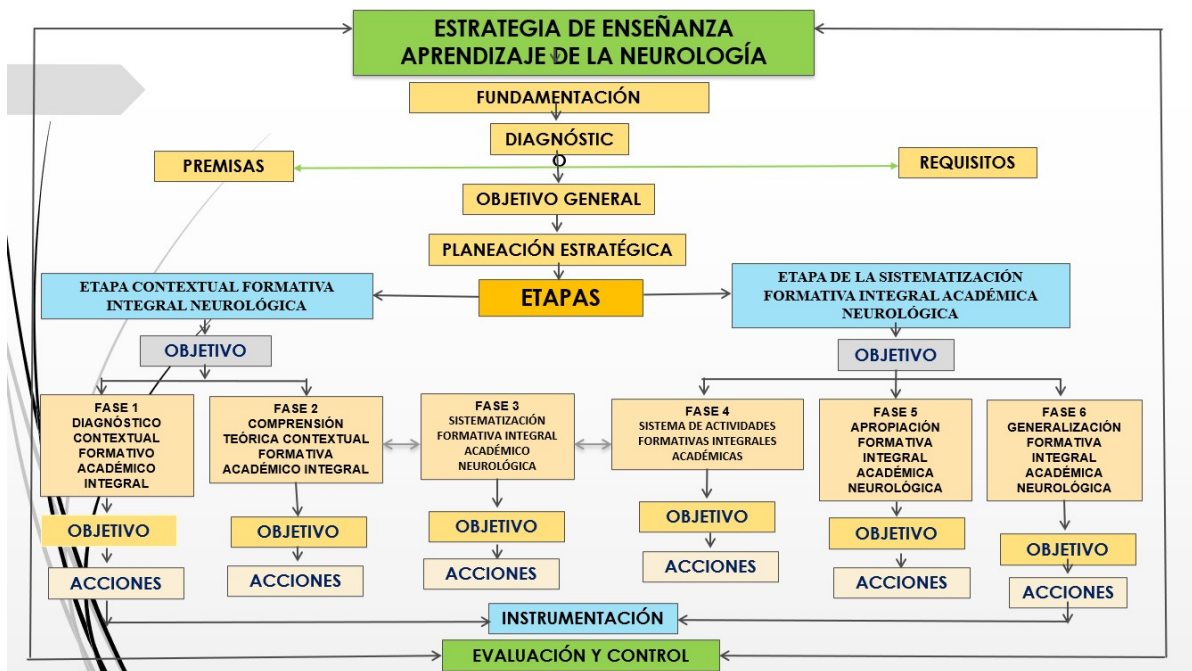 ESTRATEGIA DE ENSEÑANZA
APRENDIZAJE DE LA NEUROLOGÍA
FUNDAMENTACIÓN
DIAGNÓSTIC
O
PREMISAS
REQUISITOS
OBJETIVO GENERAL
PLANEACIÓN ESTRATÉGICA
ETAPA CONTEXTUAL FORMATIVA
INTEGRAL NEUROLÓGICA
ETAPAS
ETAPA DE LA SISTEMATIZACIÓN
FORMATIVA INTEGRAL ACADÉMICA
NEUROLÓGICA
OBJETIVO
OBJETIVO
FASE 1
DIAGNÓSTICO
CONTEXTUAL
FORMATIVO
ACADÉMICO
INTEGRAL
FASE 2
COMPRENSIÓN
TEÓRICA CONTEXTUAL
FORMATIVA
ACADÉMICO INTEGRAL
FASE 3
SISTEMATIZACIÓN
FORMATIVA INTEGRAL
ACADÉMICO
NEUROLÓGICA
FASE 4
SISTEMA DE ACTIVIDADES
FORMATIVAS INTEGRALES
ACADÉMICAS
FASE 5
APROPIACIÓN
FORMATIVA
INTEGRAL
ACADÉMICA
NEUROLÓGICA
FASE 6
GENERALIZACIÓN
FORMATIVA
INTEGRAL
ACADÉMICA
NEUROLÓGICA
OBJETIVO
OBJETIVO
OBJETIVO
OBJETIVO
OBJETIVO
OBJETIVO
ACCIONES
ACCIONES
ACCIONES
ACCIONES
ACCIONES
ACCIONES
INSTRUMENTACIÓN
EVALUACIÓN Y CONTROL